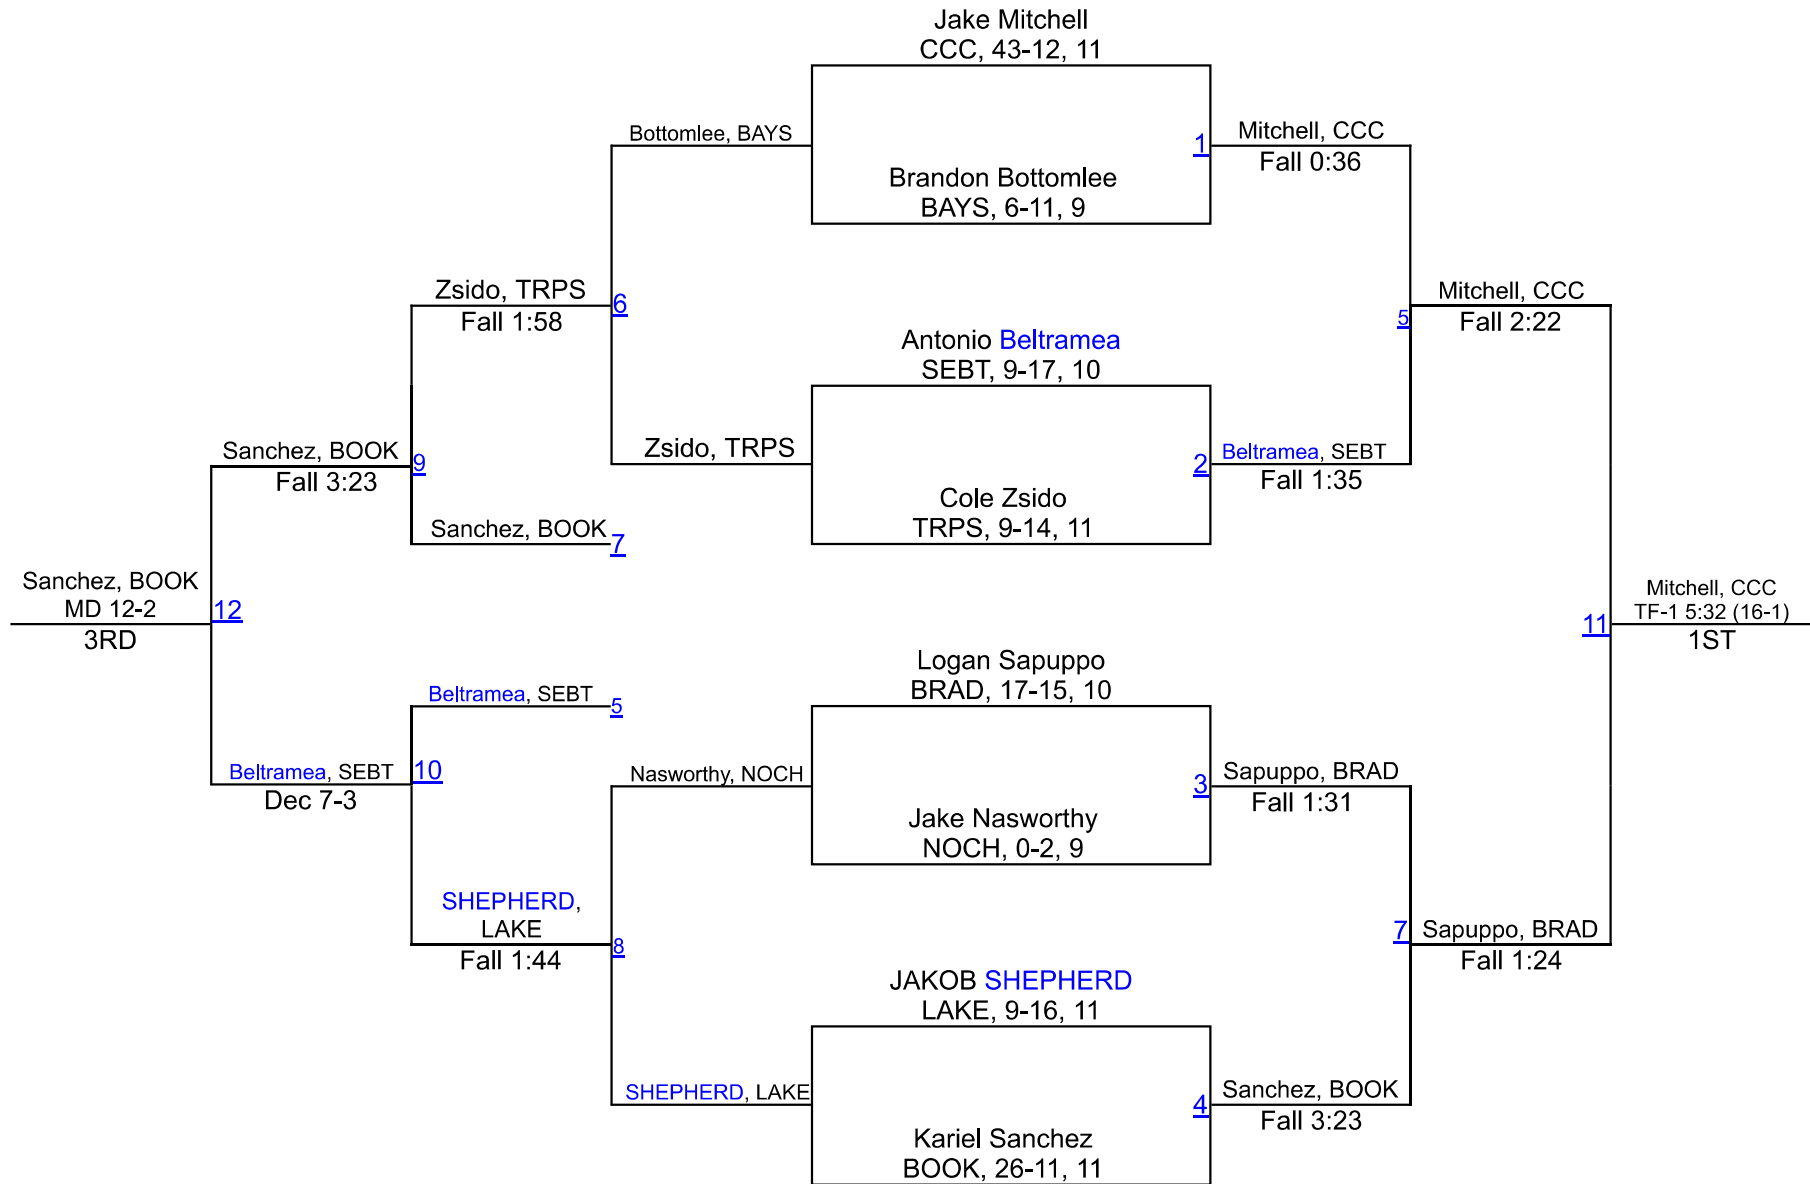 Jake Mitchell
CCC, 43-12, 11
Bottomlee, BAYS
1
Mitchell, CCC
Fall 0:36
Brandon Bottomlee
BAYS, 6-11, 9
Zsido, TRPS
Fall 1:58
6
Mitchell, CCC
Fall 2:22
5
Antonio Beltramea
SEBT, 9-17, 10
Sanchez, BOOK
Fall 3:23
9
Zsido, TRPS
2
Beltramea, SEBT
Fall 1:35
Cole Zsido
TRPS, 9-14, 11
Sanchez, BOOK
7
Sanchez, BOOK
MD 12-2
3RD
12
Mitchell, CCC
TF-1 5:32 (16-1)
1ST
11
Logan Sapuppo
BRAD, 17-15, 10
Beltramea, SEBT
5
Beltramea, SEBT
Dec 7-3
10
Nasworthy, NOCH
3
Sapuppo, BRAD
Fall 1:31
Jake Nasworthy
NOCH, 0-2, 9
SHEPHERD,
LAKE
Fall 1:44
8
7
Sapuppo, BRAD
Fall 1:24
JAKOB SHEPHERD
LAKE, 9-16, 11
SHEPHERD, LAKE
4
Sanchez, BOOK
Fall 3:23
Kariel Sanchez
BOOK, 26-11, 11